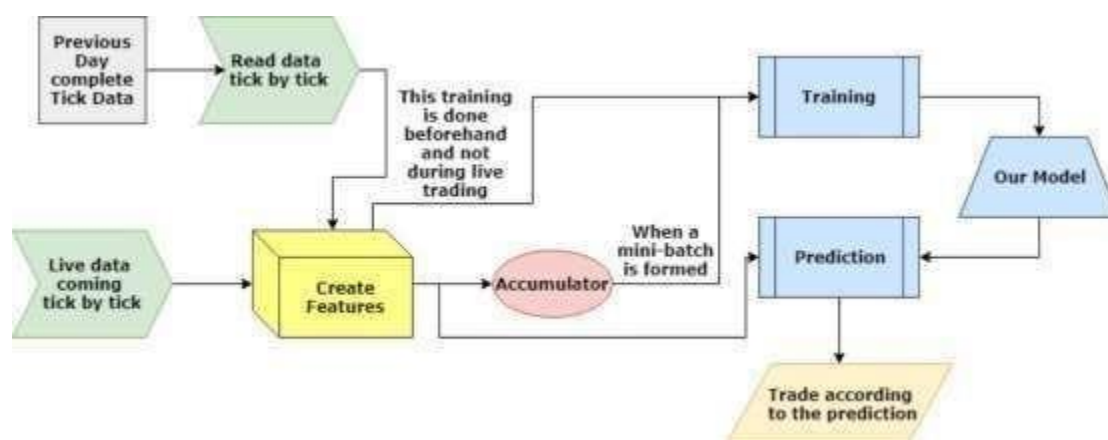 Previous
Day
complete
Tick Data
Read data
tick by tick
This training
is done
beforehand
and not
during live
trading
Training
Our Model
Live data
coming
tick by tick
Create
Features
Accumulator
When a
mini-batch
is formed
Prediction
Trade according
to the prediction